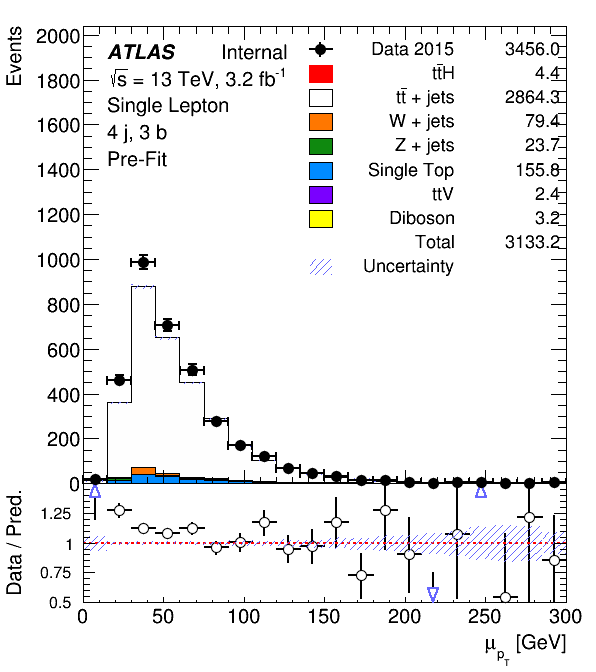 Events
2000
1800
1600
1400
1200
1000
800
600
400
200
0
ATLAS Internal
√s = 13 TeV, 3.2 fb⁻¹
Single Lepton
4 j, 3 b
Pre-Fit
Data 2015 3456.0
tt̄H 4.4
tt̄ + jets 2864.3
W + jets 79.4
Z + jets 23.7
Single Top 155.8
ttV 2.4
Diboson 3.2
Total 3133.2
Uncertainty
Data / Pred.
1.25
1
0.75
0.5
0 50 100 150 200 250 300
μ_{p_T} [GeV]